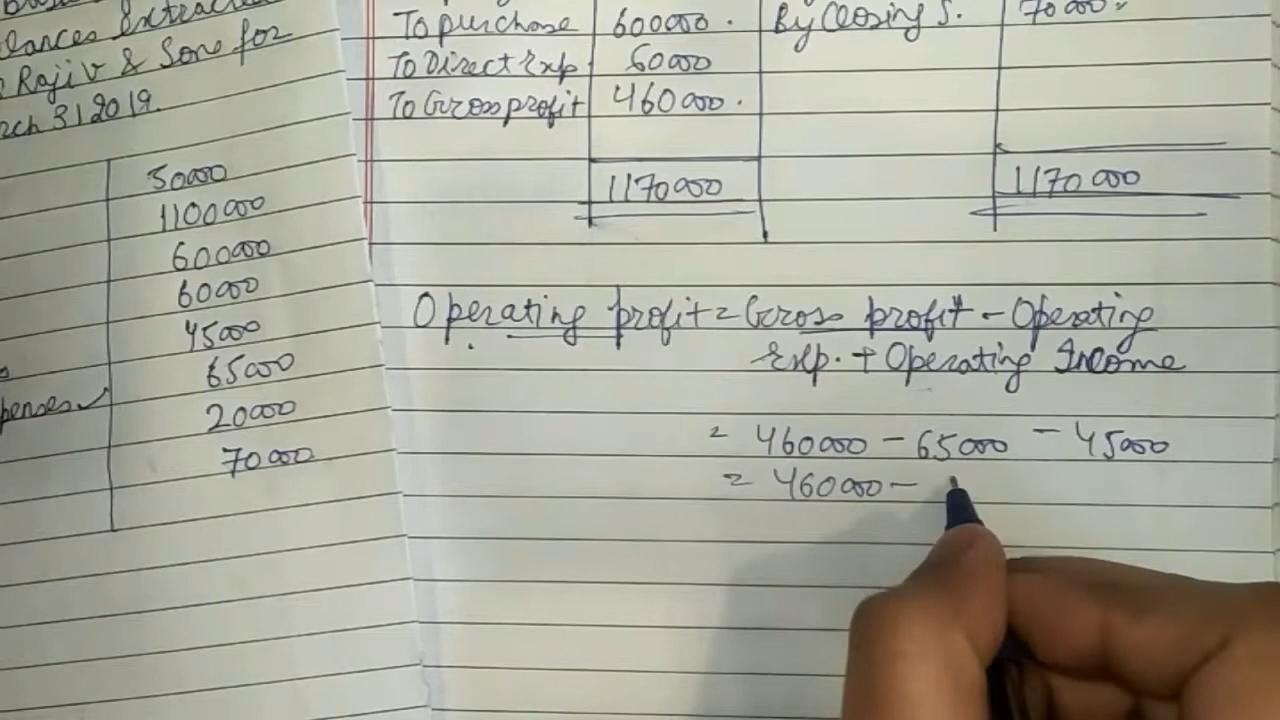 lances Extracted
Rajiv & Sons for
rch 31 2019.
50000
1100000
600000
60000
45000
65000
penses ✓
20000
70000
To purchase 600000. By Closing S. 70000.
To Direct Exp 60000
To Gross profit 460000.
1170000 1170000
Operating profit = Gross profit - Operating
Exp. + Operating Income
= 460000 - 65000 - 45000
= 460000 -